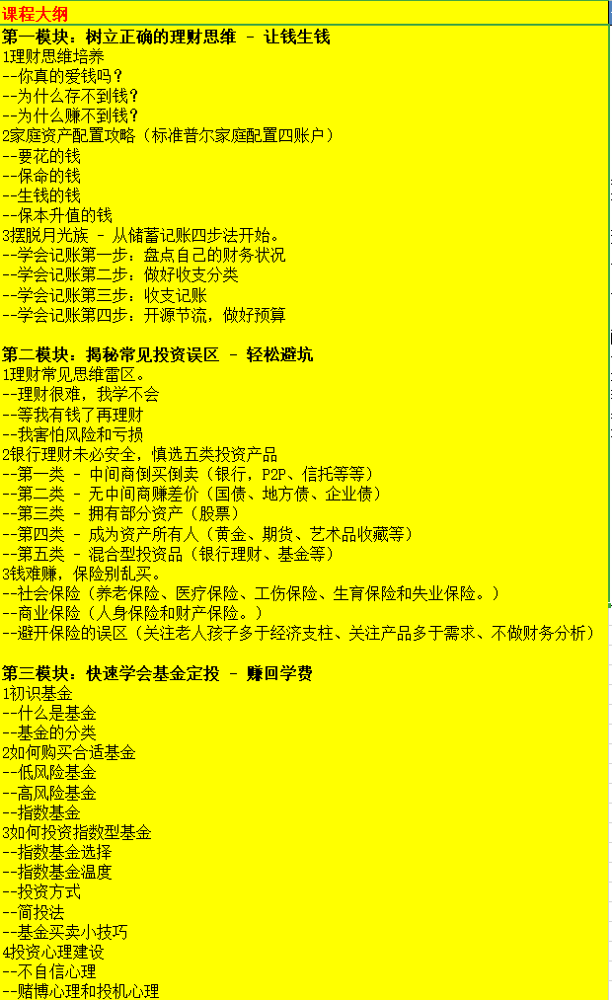 课程大纲
第一模块：树立正确的理财思维 - 让钱生钱
1理财思维培养
--你真的爱钱吗？
--为什么存不到钱？
--为什么赚不到钱？
2家庭资产配置攻略（标准普尔家庭配置四账户）
--要花的钱
--保命的钱
--生钱的钱
--保本升值的钱
3摆脱月光族 - 从储蓄记账四步法开始。
--学会记账第一步：盘点自己的财务状况
--学会记账第二步：做好收支分类
--学会记账第三步：收支记账
--学会记账第四步：开源节流，做好预算
第二模块：揭秘常见投资误区 - 轻松避坑
1理财常见思维雷区。
--理财很难，我学不会
--等我有钱了再理财
--我害怕风险和亏损
2银行理财未必安全，慎选五类投资产品
--第一类 - 中间商倒买倒卖（银行，P2P、信托等等）
--第二类 - 无中间商赚差价（国债、地方债、企业债）
--第三类 - 拥有部分资产（股票）
--第四类 - 成为资产所有人（黄金、期货、艺术品收藏等）
--第五类 - 混合型投资品（银行理财、基金等）
3钱难赚，保险别乱买。
--社会保险（养老保险、医疗保险、工伤保险、生育保险和失业保险。）
--商业保险（人身保险和财产保险。）
--避开保险的误区（关注老人孩子多于经济支柱、关注产品多于需求、不做财务分析）
第三模块：快速学会基金定投 - 赚回学费
1初识基金
--什么是基金
--基金的分类
2如何购买合适基金
--低风险基金
--高风险基金
--指数基金
3如何投资指数型基金
--指数基金选择
--指数基金温度
--投资方式
--简投法
--基金买卖小技巧
4投资心理建设
--不自信心理
--赌博心理和投机心理